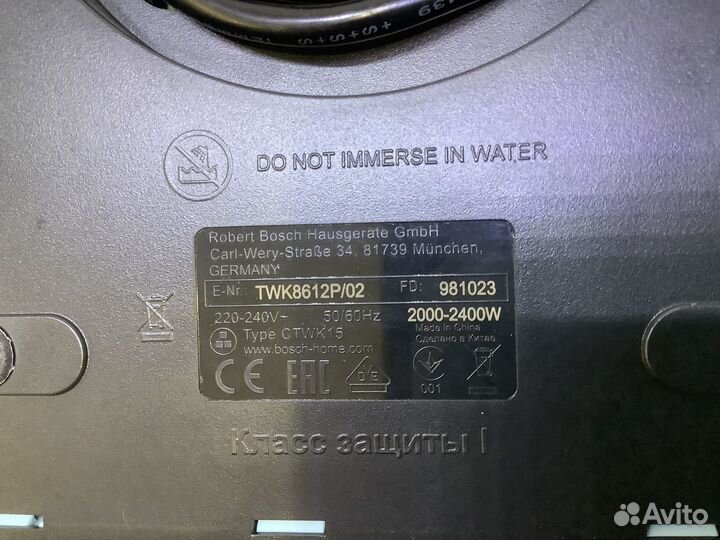 139
+S+S+S
DO NOT IMMERSE IN WATER
Robert Bosch Hausgeräte GmbH
Carl-Wery-Straße 34, 81739 München,
GERMANY
E-Nr.: TWK8612P/02 FD: 981023
220-240V~ 50/60Hz 2000-2400W
Type CTWK15 Made in China
www.bosch-home.com Сделано в Китае
CE EAC 001
Класс защиты I
Avito